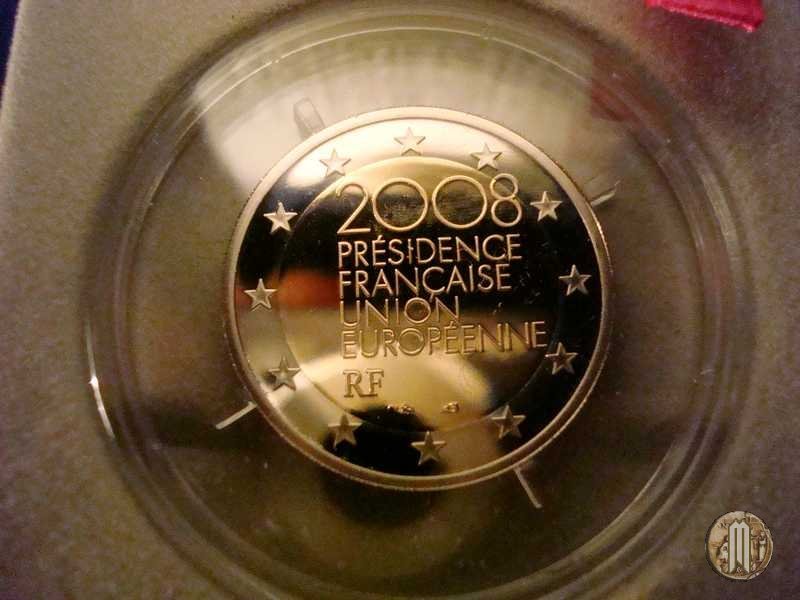 2008
PRÉSIDENCE
FRANÇAISE
UNION
EUROPÉENNE
RF
M